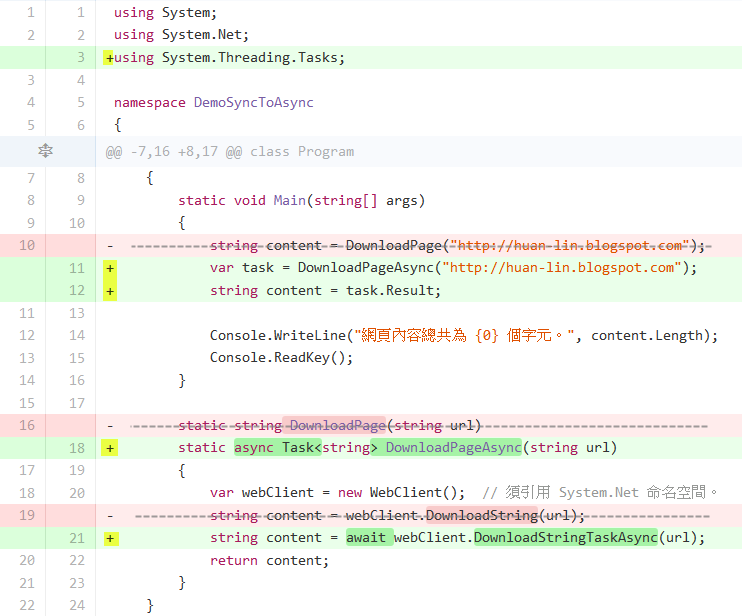 1 1 using System;
2 2 using System.Net;
3 +using System.Threading.Tasks;
3 4
4 5 namespace DemoSyncToAsync
5 6 {
@@ -7,16 +8,17 @@ class Program
7 8 {
8 9 static void Main(string[] args)
9 10 {
10 - string content = DownloadPage("http://huan-lin.blogspot.com");
11 + var task = DownloadPageAsync("http://huan-lin.blogspot.com");
12 + string content = task.Result;
11 13
12 14 Console.WriteLine("網頁內容總共為 {0} 個字元。", content.Length);
13 15 Console.ReadKey();
14 16 }
15 17
16 - static string DownloadPage(string url)
18 + static async Task<string> DownloadPageAsync(string url)
17 19 {
18 20 var webClient = new WebClient(); // 須引用 System.Net 命名空間。
19 - string content = webClient.DownloadString(url);
21 + string content = await webClient.DownloadStringTaskAsync(url);
20 22 return content;
21 23 }
22 24 }